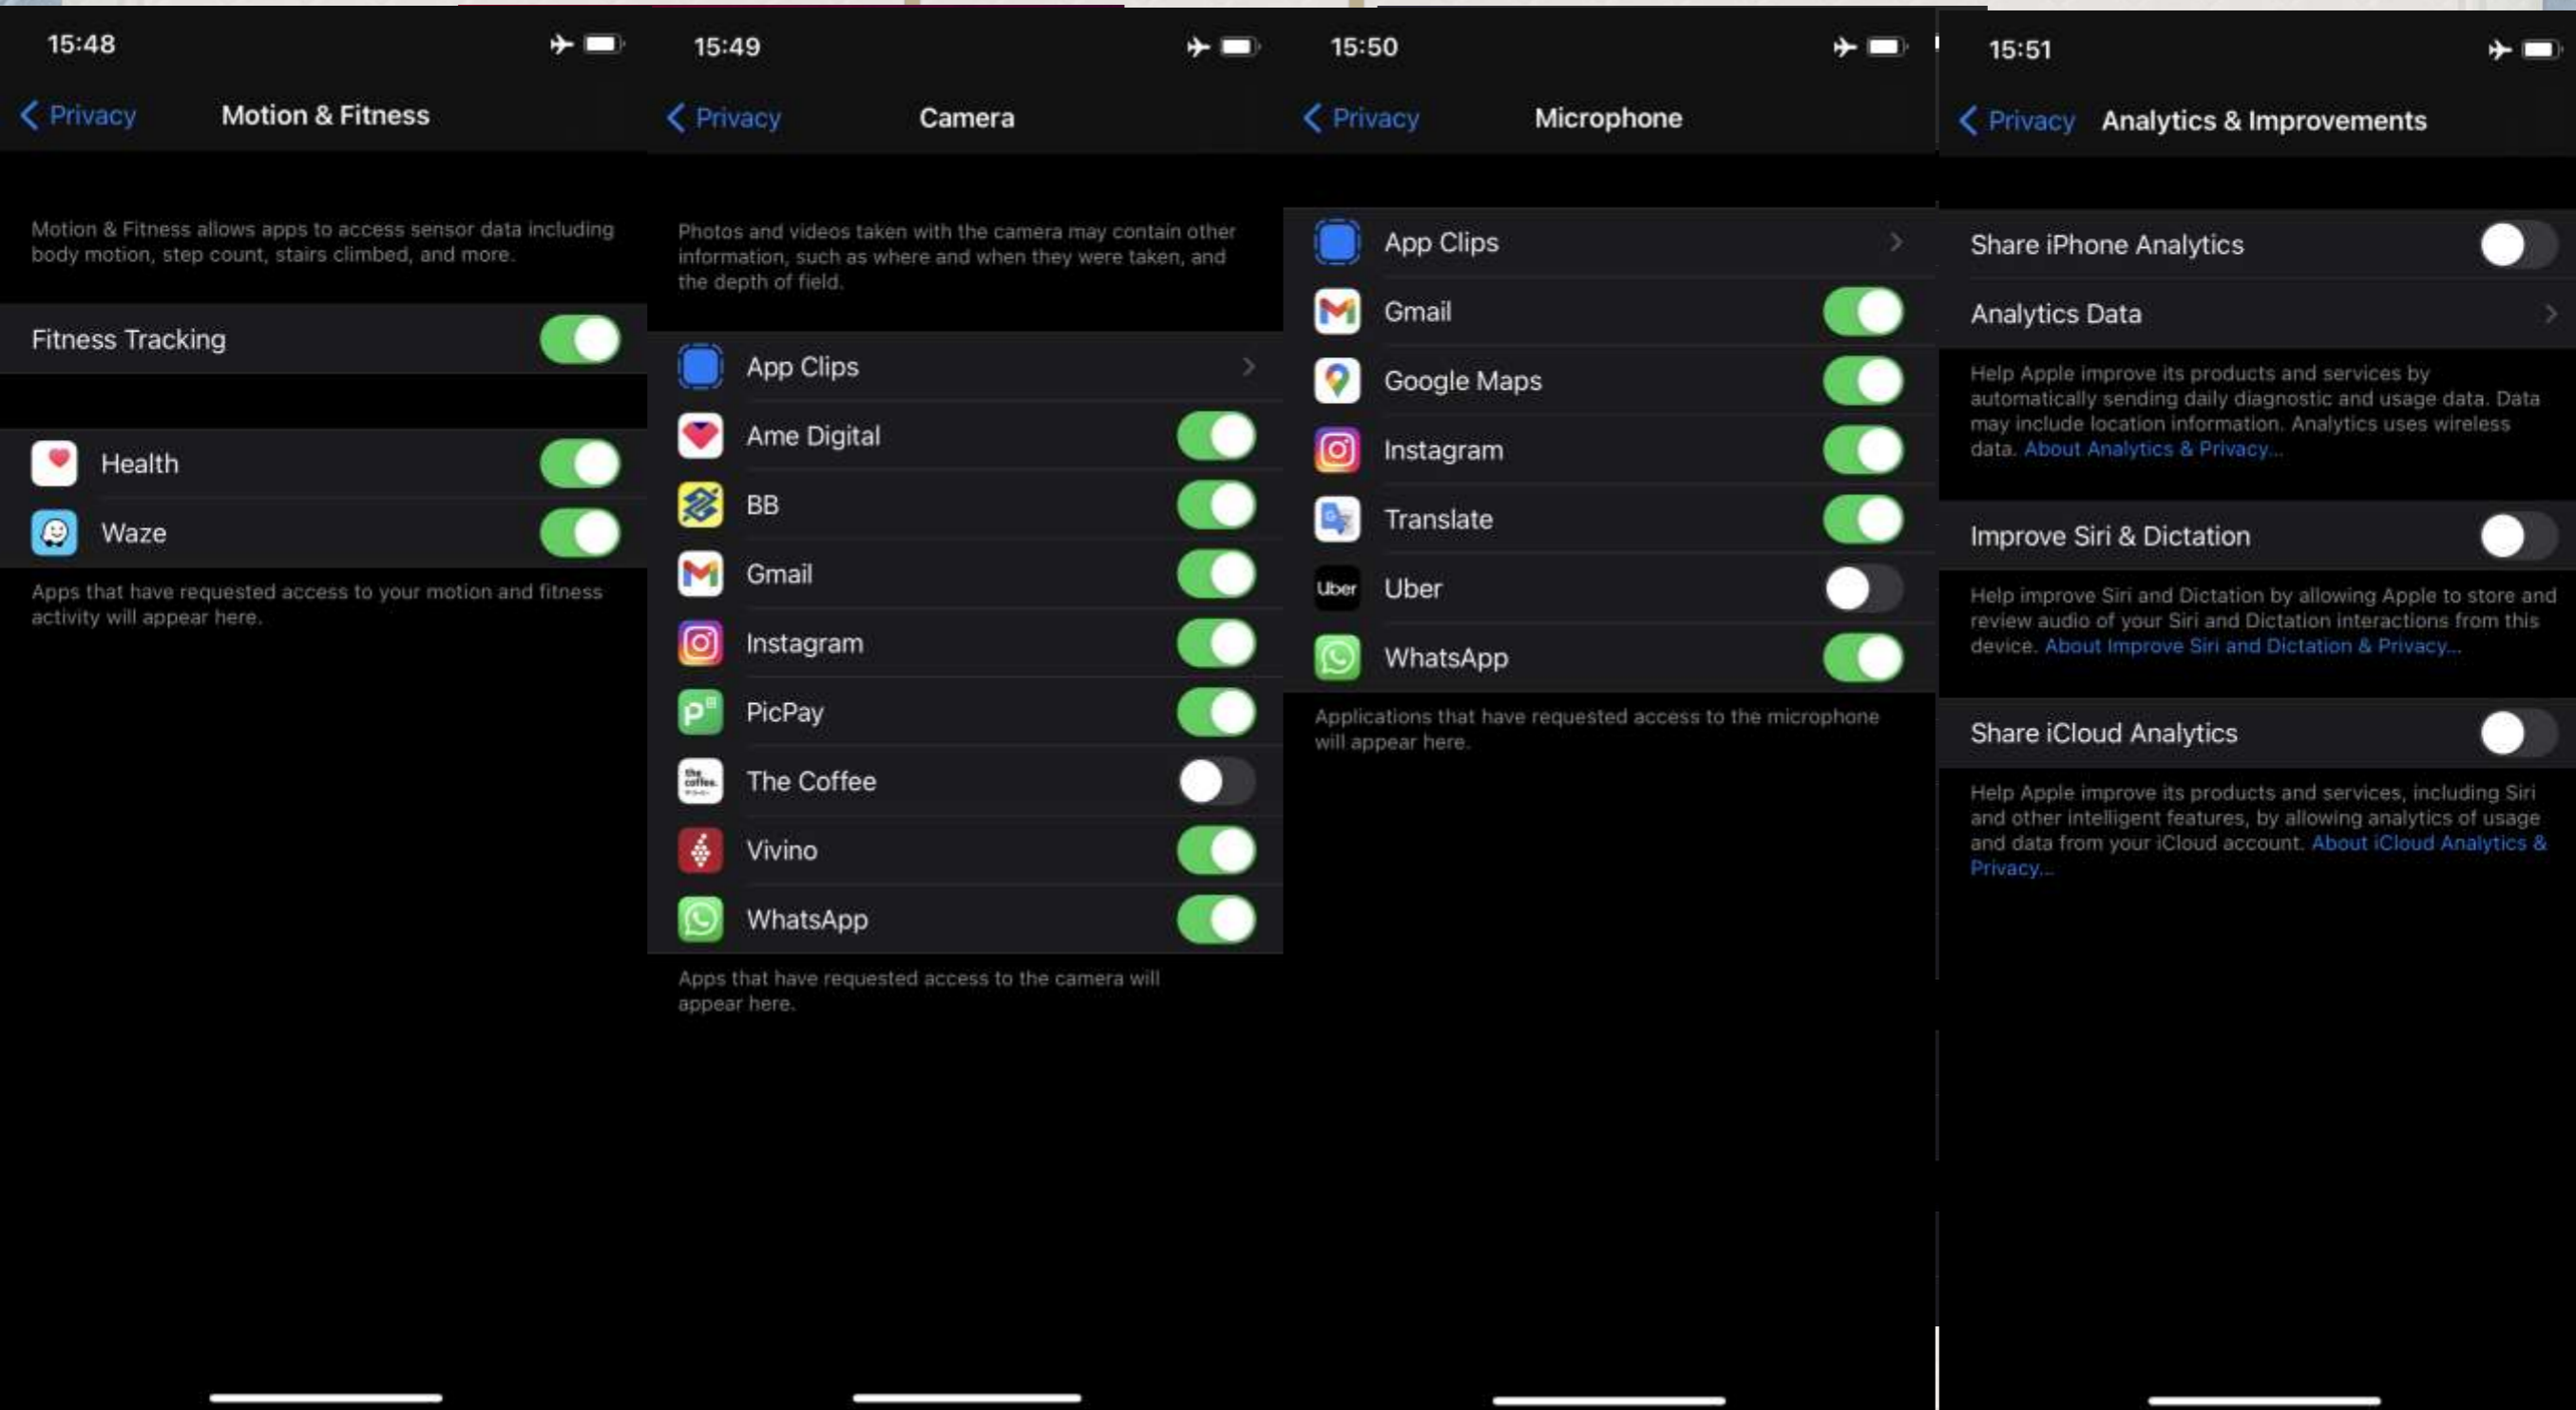 15:48
Privacy
Motion & Fitness
Motion & Fitness allows apps to access sensor data including
body motion, step count, stairs climbed, and more.
Fitness Tracking
Health
Waze
Apps that have requested access to your motion and fitness
activity will appear here.
15:49
Privacy
Camera
Photos and videos taken with the camera may contain other
information, such as where and when they were taken, and
the depth of field.
App Clips
Ame Digital
BB
Gmail
Instagram
PicPay
the
coffee.
The Coffee
Vivino
WhatsApp
Apps that have requested access to the camera will
appear here.
15:50
Privacy
Microphone
App Clips
Gmail
Google Maps
Instagram
Translate
Uber
Uber
WhatsApp
Applications that have requested access to the microphone
will appear here.
15:51
Privacy
Analytics & Improvements
Share iPhone Analytics
Analytics Data
Help Apple improve its products and services by
automatically sending daily diagnostic and usage data. Data
may include location information. Analytics uses wireless
data. About Analytics & Privacy...
Improve Siri & Dictation
Help improve Siri and Dictation by allowing Apple to store and
review audio of your Siri and Dictation interactions from this
device. About Improve Siri and Dictation & Privacy...
Share iCloud Analytics
Help Apple improve its products and services, including Siri
and other intelligent features, by allowing analytics of usage
and data from your iCloud account. About iCloud Analytics &
Privacy...